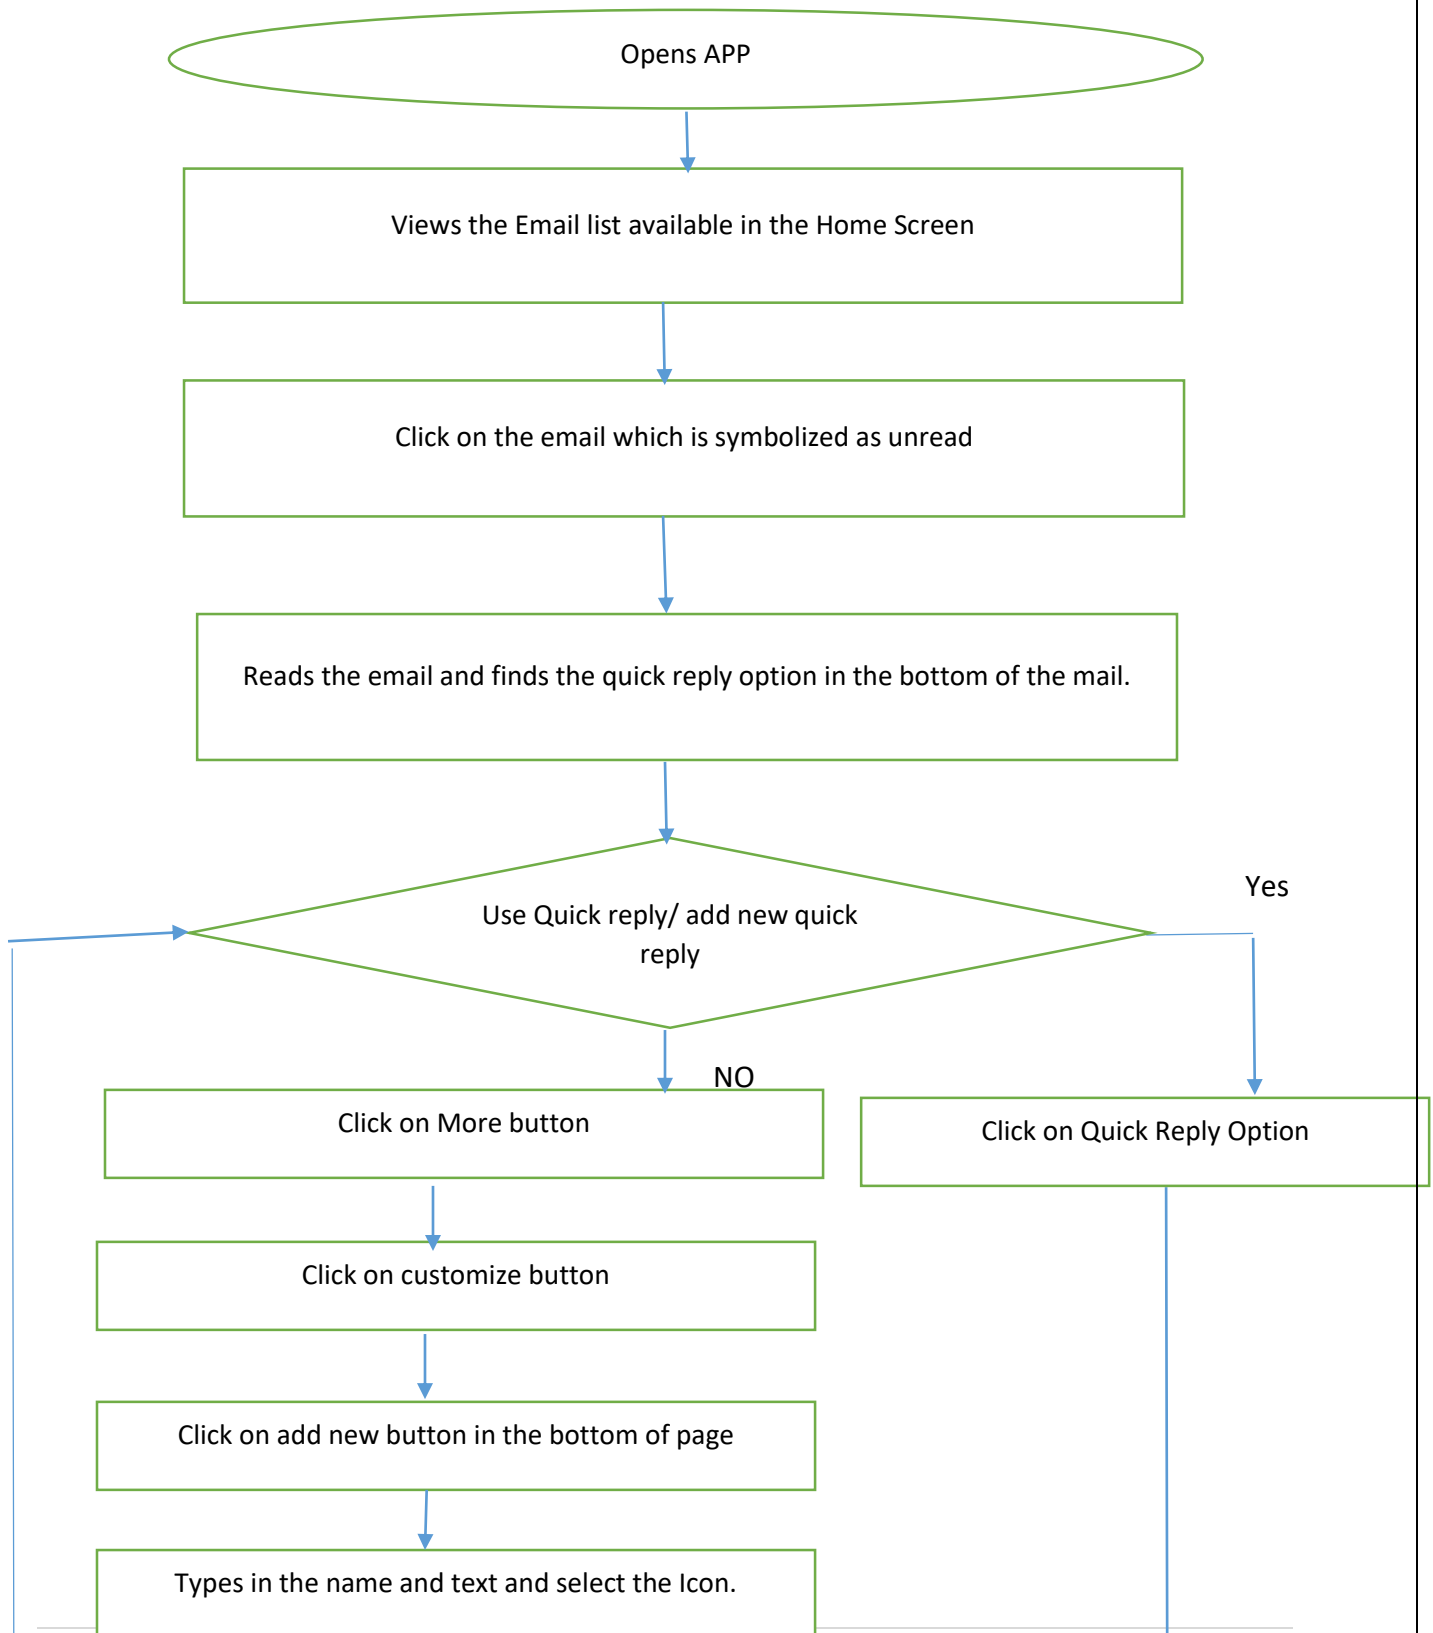 Opens APP
Views the Email list available in the Home Screen
Click on the email which is symbolized as unread
Reads the email and finds the quick reply option in the bottom of the mail.
Yes
Use Quick reply/ add new quick
reply
NO
Click on More button
Click on Quick Reply Option
Click on customize button
Click on add new button in the bottom of page
Types in the name and text and select the Icon.